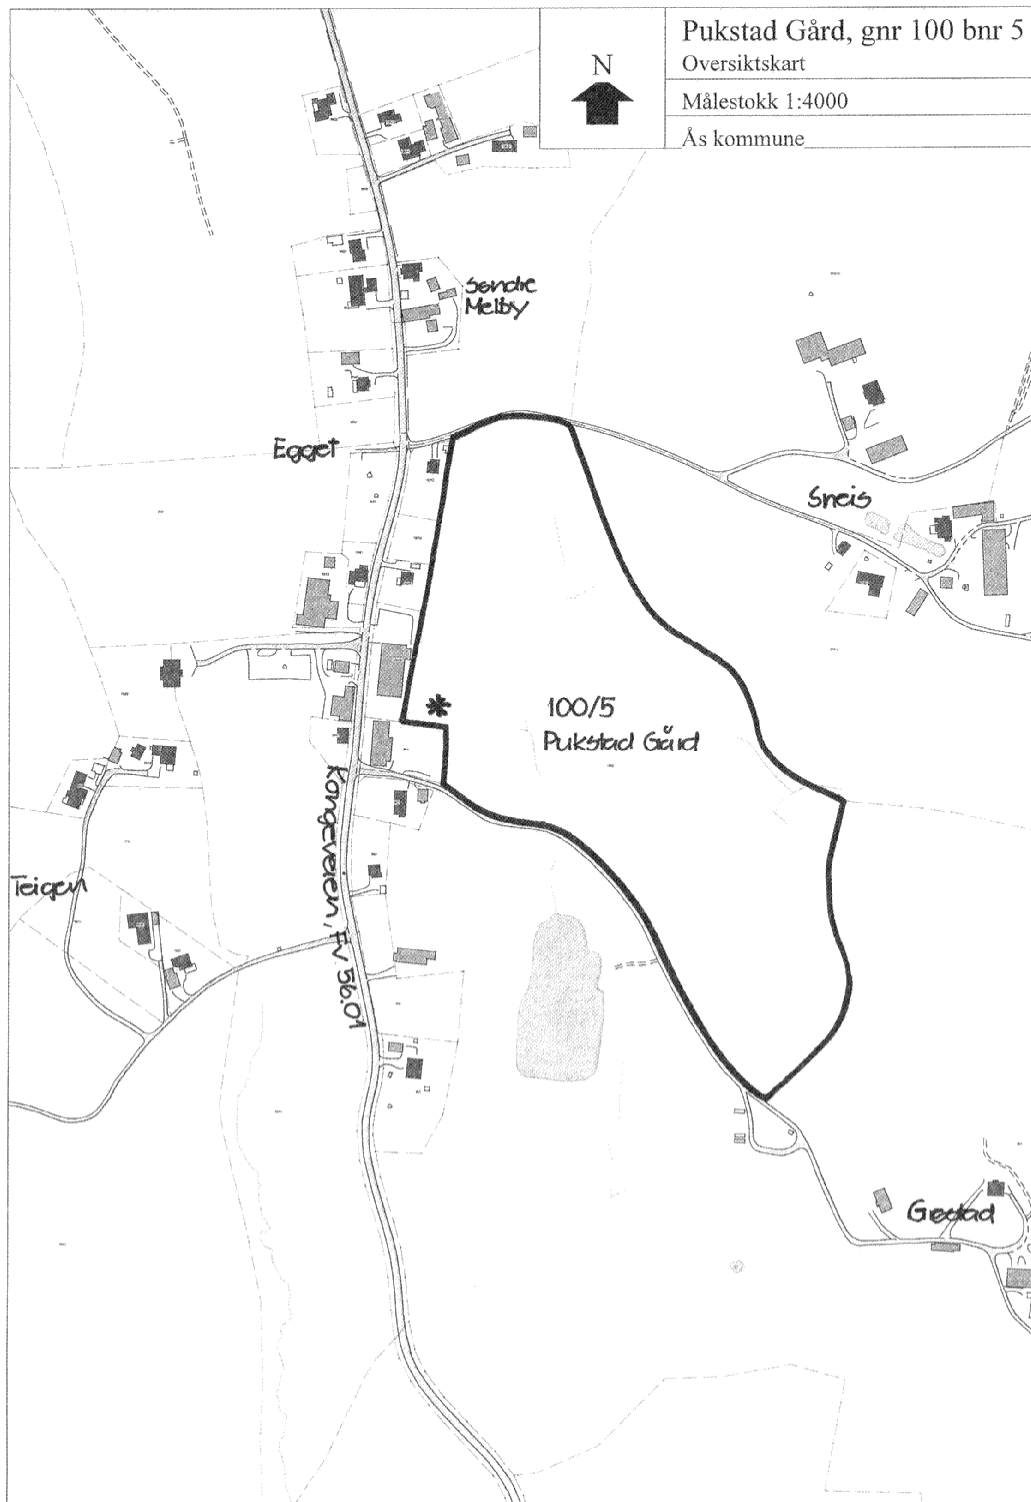 Pukstad Gård, gnr 100 bnr 5
Oversiktskart
N
Målestokk 1:4000
Ås kommune
Søndre
Melby
Egget
Sneis
*
100/5
Pukstad Gård
Kongeveien, Fv 56.01
Teigen